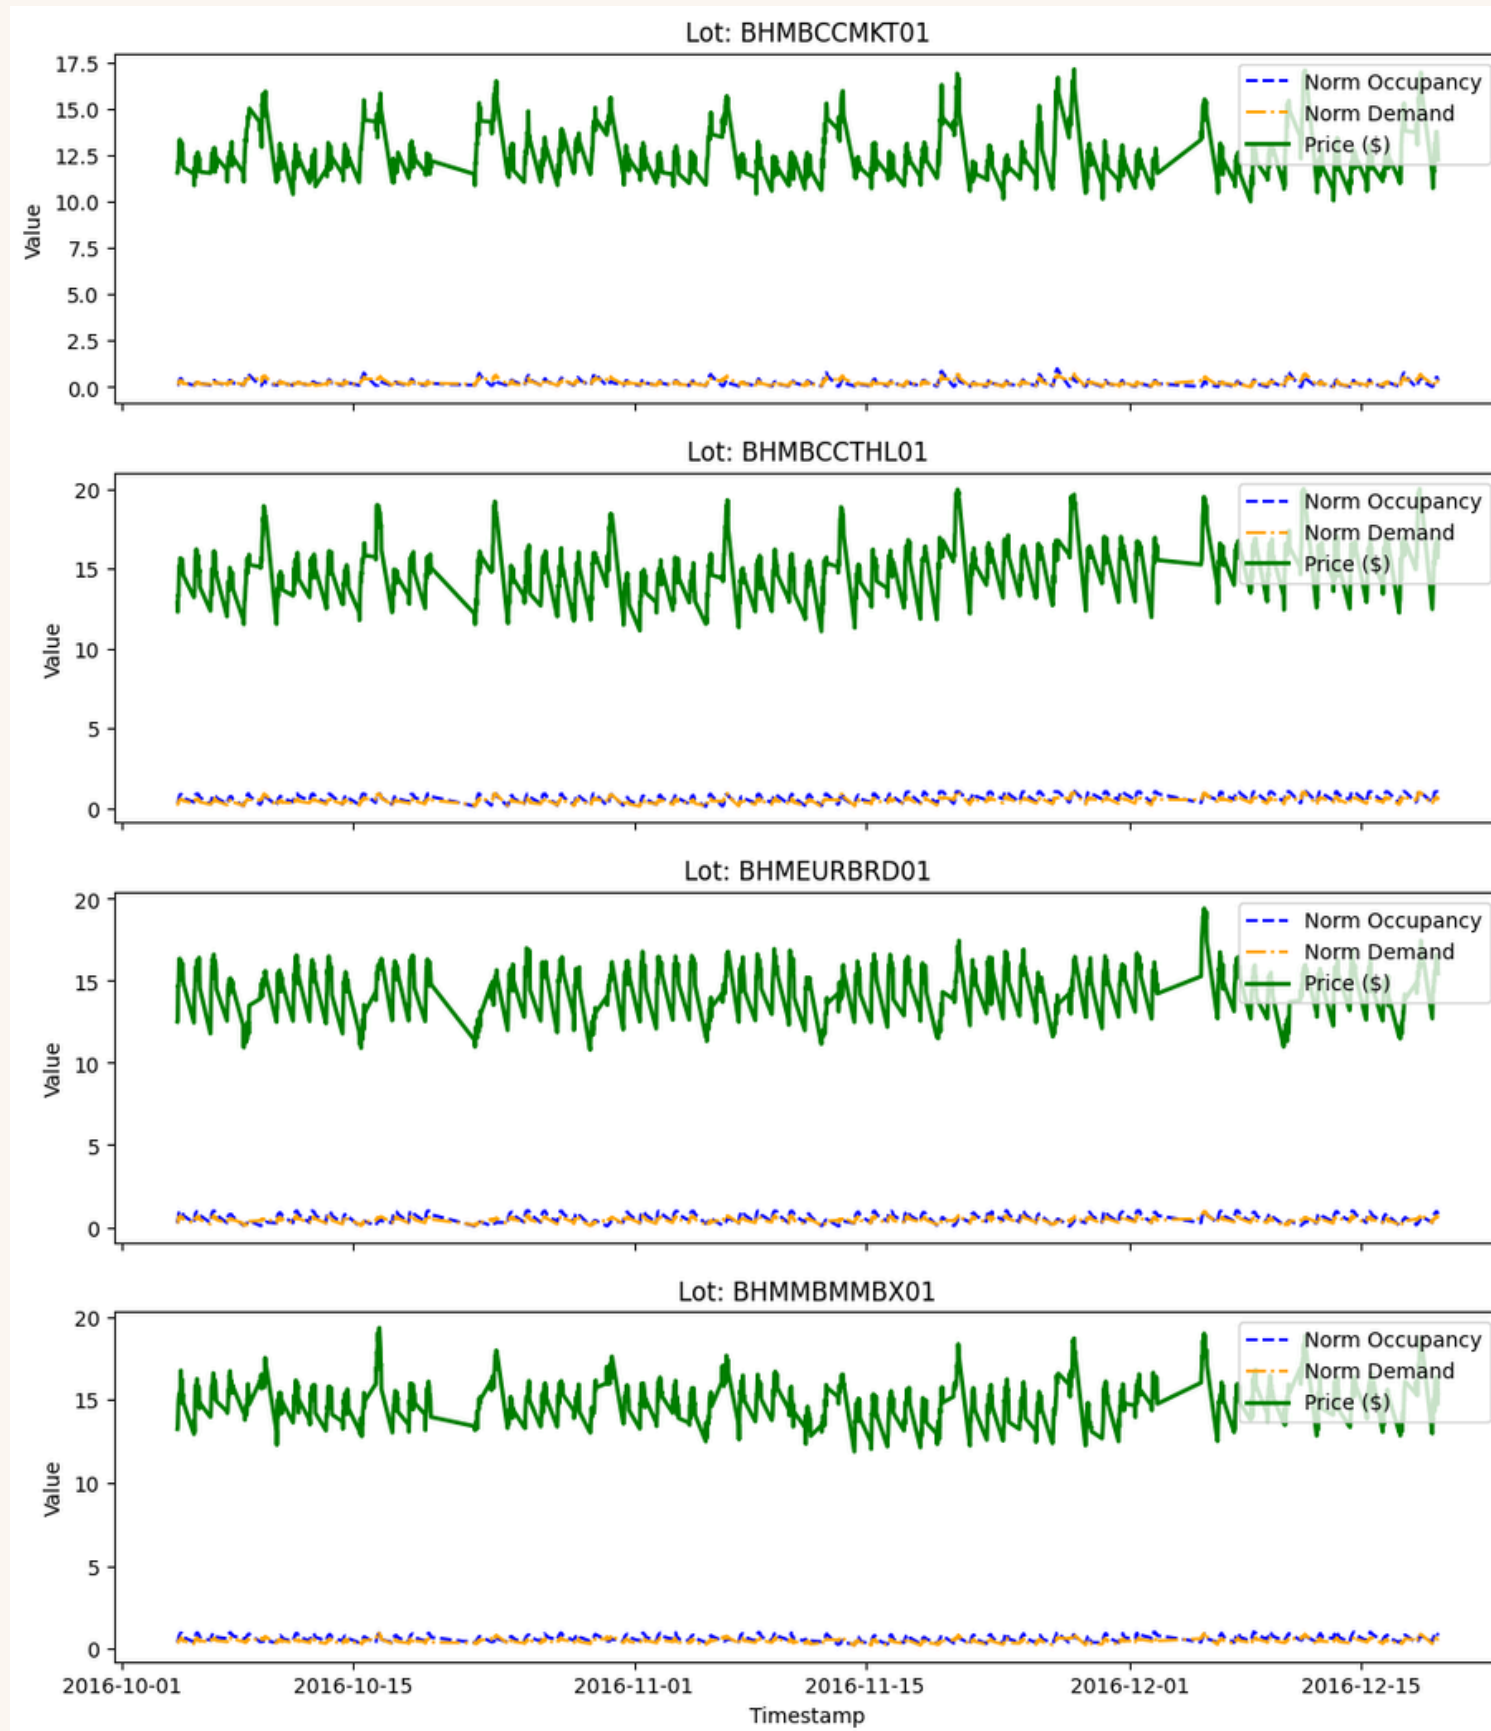 Lot: BHMBCCMKT01
17.5
15.0
12.5
10.0
7.5
5.0
2.5
0.0
Value
Norm Occupancy
Norm Demand
Price ($)
Lot: BHMBCCTHL01
20
15
10
5
0
Value
Norm Occupancy
Norm Demand
Price ($)
Lot: BHMEURBRD01
20
15
10
5
0
Value
Norm Occupancy
Norm Demand
Price ($)
Lot: BHMMBMMBX01
20
15
10
5
0
Value
Norm Occupancy
Norm Demand
Price ($)
2016-10-01 2016-10-15 2016-11-01 2016-11-15 2016-12-01 2016-12-15
Timestamp